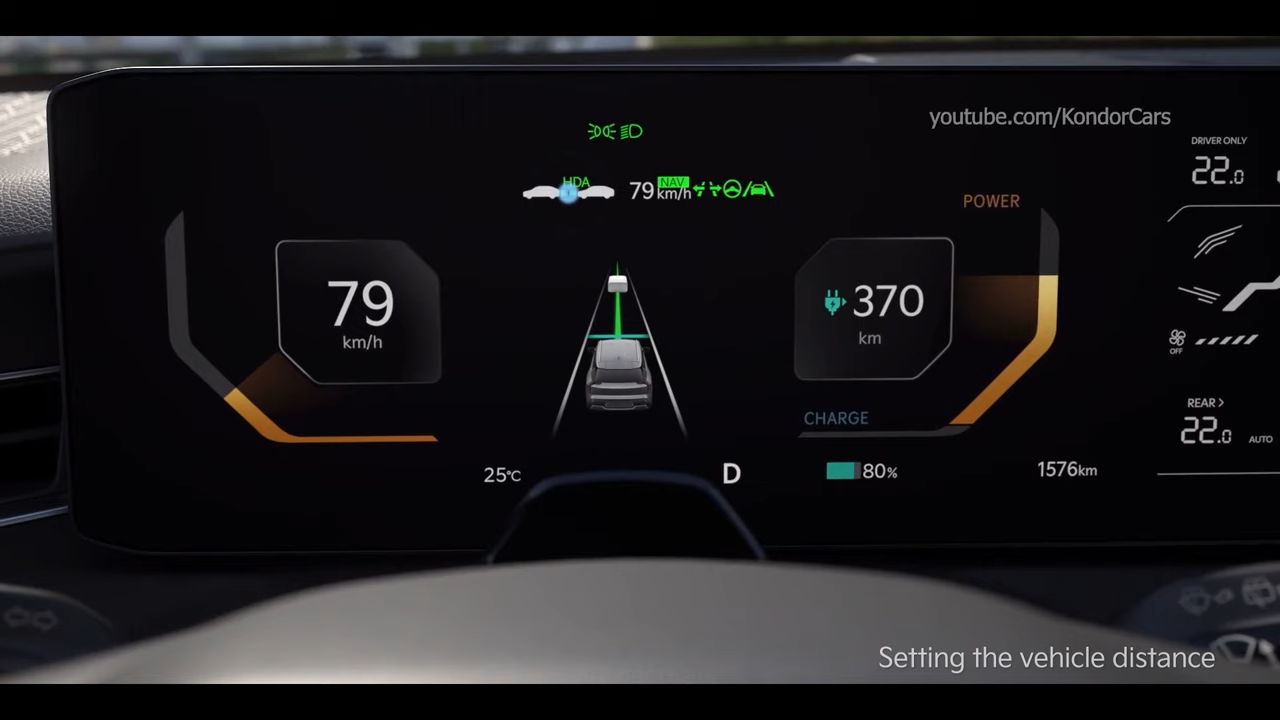 youtube.com/KondorCars
DRIVER ONLY
22.0
HDA
79 km/h
NAV
POWER
79
km/h
370
km
OFF
CHARGE
REAR >
22.0
AUTO
25°C
D
80%
1576km
Setting the vehicle distance